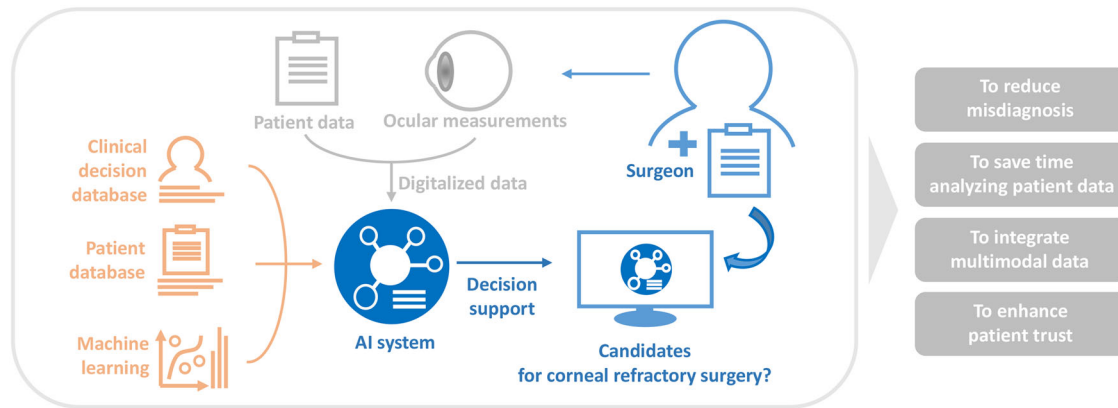 Patient data
Ocular measurements
Surgeon
Clinical
decision
database
Digitalized data
Patient
database
Machine
learning
AI system
Decision
support
Candidates
for corneal refractory surgery?
To reduce
misdiagnosis
To save time
analyzing patient data
To integrate
multimodal data
To enhance
patient trust